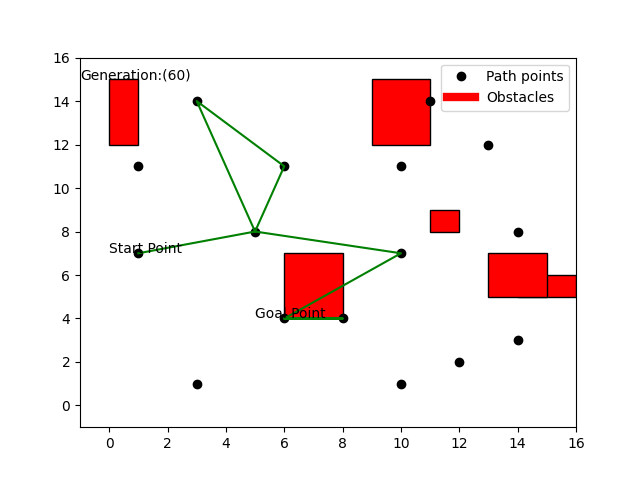 Generation:(60)
Path points
Obstacles
Start Point
Goal Point
16
14
12
10
8
6
4
2
0
0 2 4 6 8 10 12 14 16